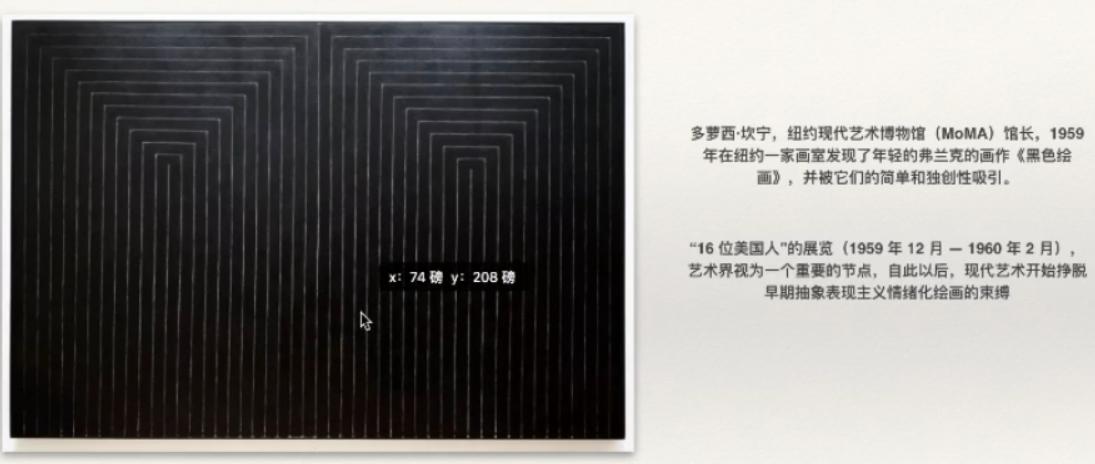 多萝西·坎宁，纽约现代艺术博物馆（MoMA）馆长，1959
年在纽约一家画室发现了年轻的弗兰克的画作《黑色绘
画》，并被它们的简单和独创性吸引。
“16 位美国人”的展览（1959 年 12 月 — 1960 年 2 月），
艺术界视为一个重要的节点，自此以后，现代艺术开始挣脱
早期抽象表现主义情绪化绘画的束缚
x: 74 磅 y: 208 磅